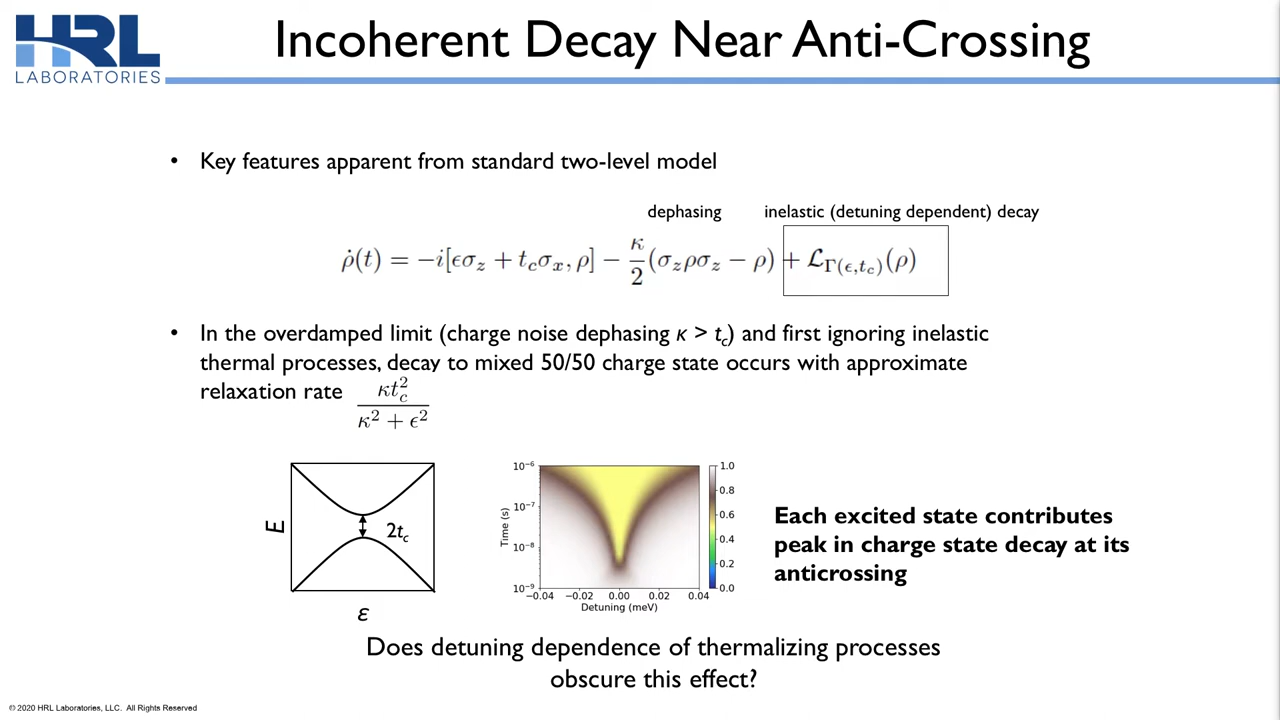 HRL
LABORATORIES
Incoherent Decay Near Anti-Crossing
• Key features apparent from standard two-level model
dephasing inelastic (detuning dependent) decay
ρ̇(t) = −i[ϵσ_z + t_cσ_x, ρ] − κ/2 (σ_zρσ_z − ρ) + 𝓛_Γ(ϵ,t_c)(ρ)
• In the overdamped limit (charge noise dephasing κ > t_c) and first ignoring inelastic
thermal processes, decay to mixed 50/50 charge state occurs with approximate
relaxation rate κt_c² / κ² + ϵ²
E
2t_c
ε
Time (s)
10⁻⁶
10⁻⁷
10⁻⁸
10⁻⁹
−0.04 −0.02 0.00 0.02 0.04
Detuning (meV)
1.0
0.8
0.6
0.4
0.2
0.0
Each excited state contributes
peak in charge state decay at its
anticrossing
Does detuning dependence of thermalizing processes
obscure this effect?
© 2020 HRL Laboratories, LLC. All Rights Reserved